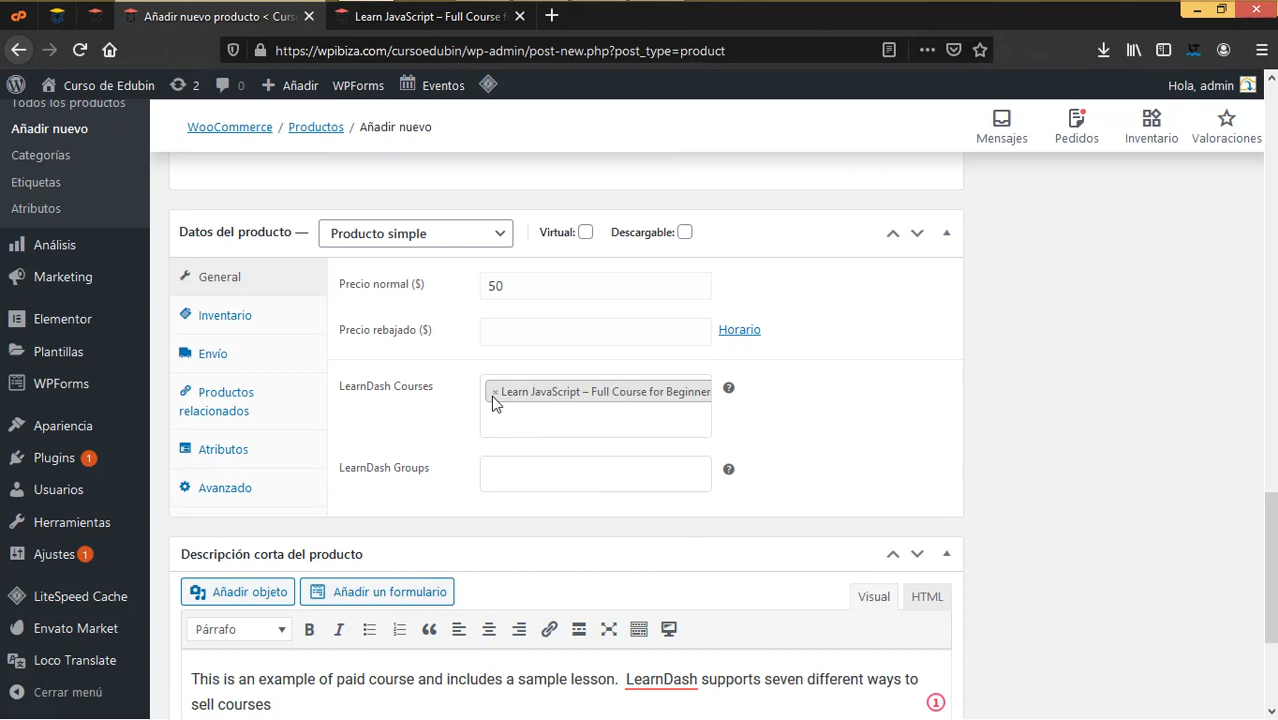 Añadir nuevo producto < Curs
Learn JavaScript – Full Course f
https://wpibiza.com/cursoedubin/wp-admin/post-new.php?post_type=product
Curso de Edubin
2
0
Añadir
WPForms
Eventos
Hola, admin
Todos los productos
Añadir nuevo
Categorías
Etiquetas
Atributos
Análisis
Marketing
Elementor
Plantillas
WPForms
Apariencia
Plugins 1
Usuarios
Herramientas
Ajustes 1
LiteSpeed Cache
Envato Market
Loco Translate
Cerrar menú
WooCommerce / Productos / Añadir nuevo
Mensajes
Pedidos
Inventario
Valoraciones
Datos del producto — Producto simple Virtual: Descargable:
General
Inventario
Envío
Productos
relacionados
Atributos
Avanzado
Precio normal ($) 50
Precio rebajado ($) Horario
LearnDash Courses × Learn JavaScript – Full Course for Beginner ?
LearnDash Groups ?
Descripción corta del producto
Añadir objeto
Añadir un formulario
Visual
HTML
Párrafo
This is an example of paid course and includes a sample lesson. LearnDash supports seven different ways to
sell courses
1